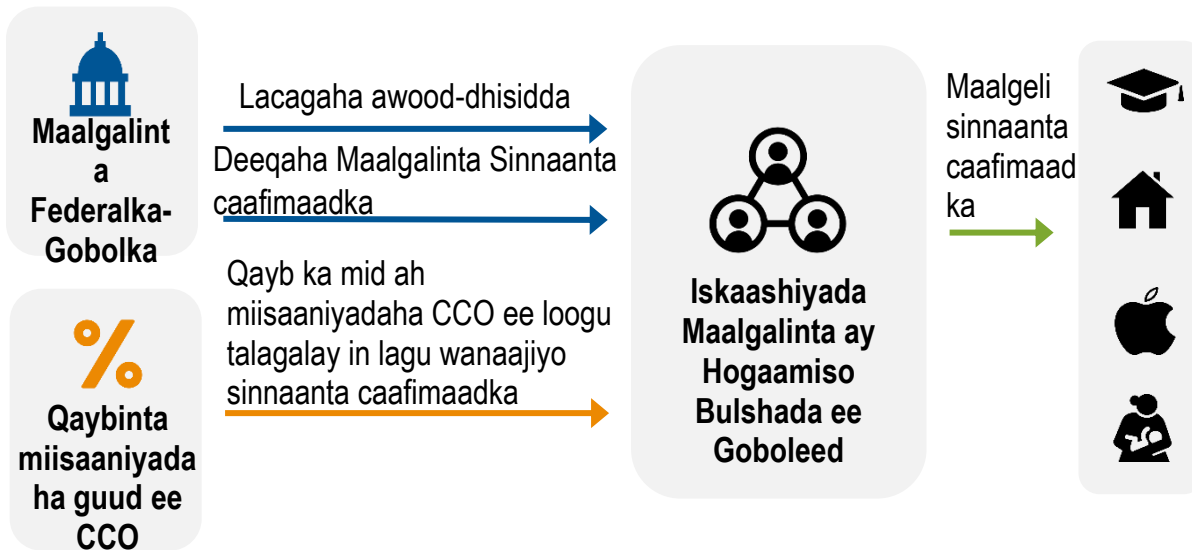 Maalgalint
a
Federalka-
Gobolka
Lacagaha awood-dhisidda
Deeqaha Maalgalinta Sinnaanta
caafimaadka
%
Qaybinta
miisaaniyada
ha guud ee
CCO
Qayb ka mid ah
miisaaniyadaha CCO ee loogu
talagalay in lagu wanaajiyo
sinnaanta caafimaadka
Iskaashiyada
Maalgalinta ay
Hogaamiso
Bulshada ee
Goboleed
Maalgeli
sinnaanta
caafimaad
ka